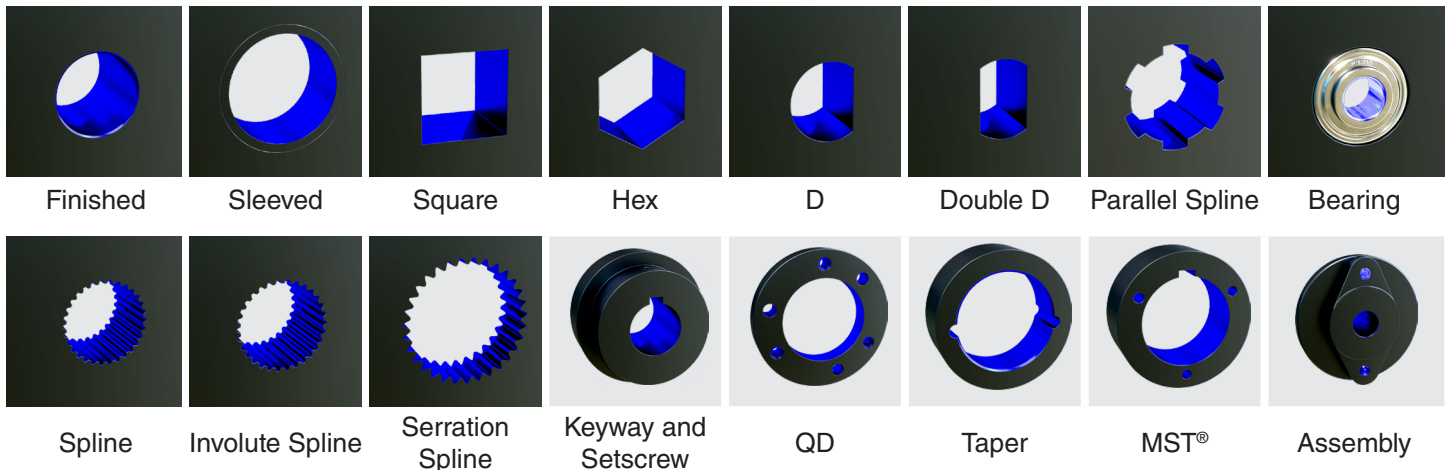 Finished
Sleeved
Square
Hex
D
Double D
Parallel Spline
Bearing
Spline
Involute Spline
Serration
Spline
Keyway and
Setscrew
QD
Taper
MST®
Assembly